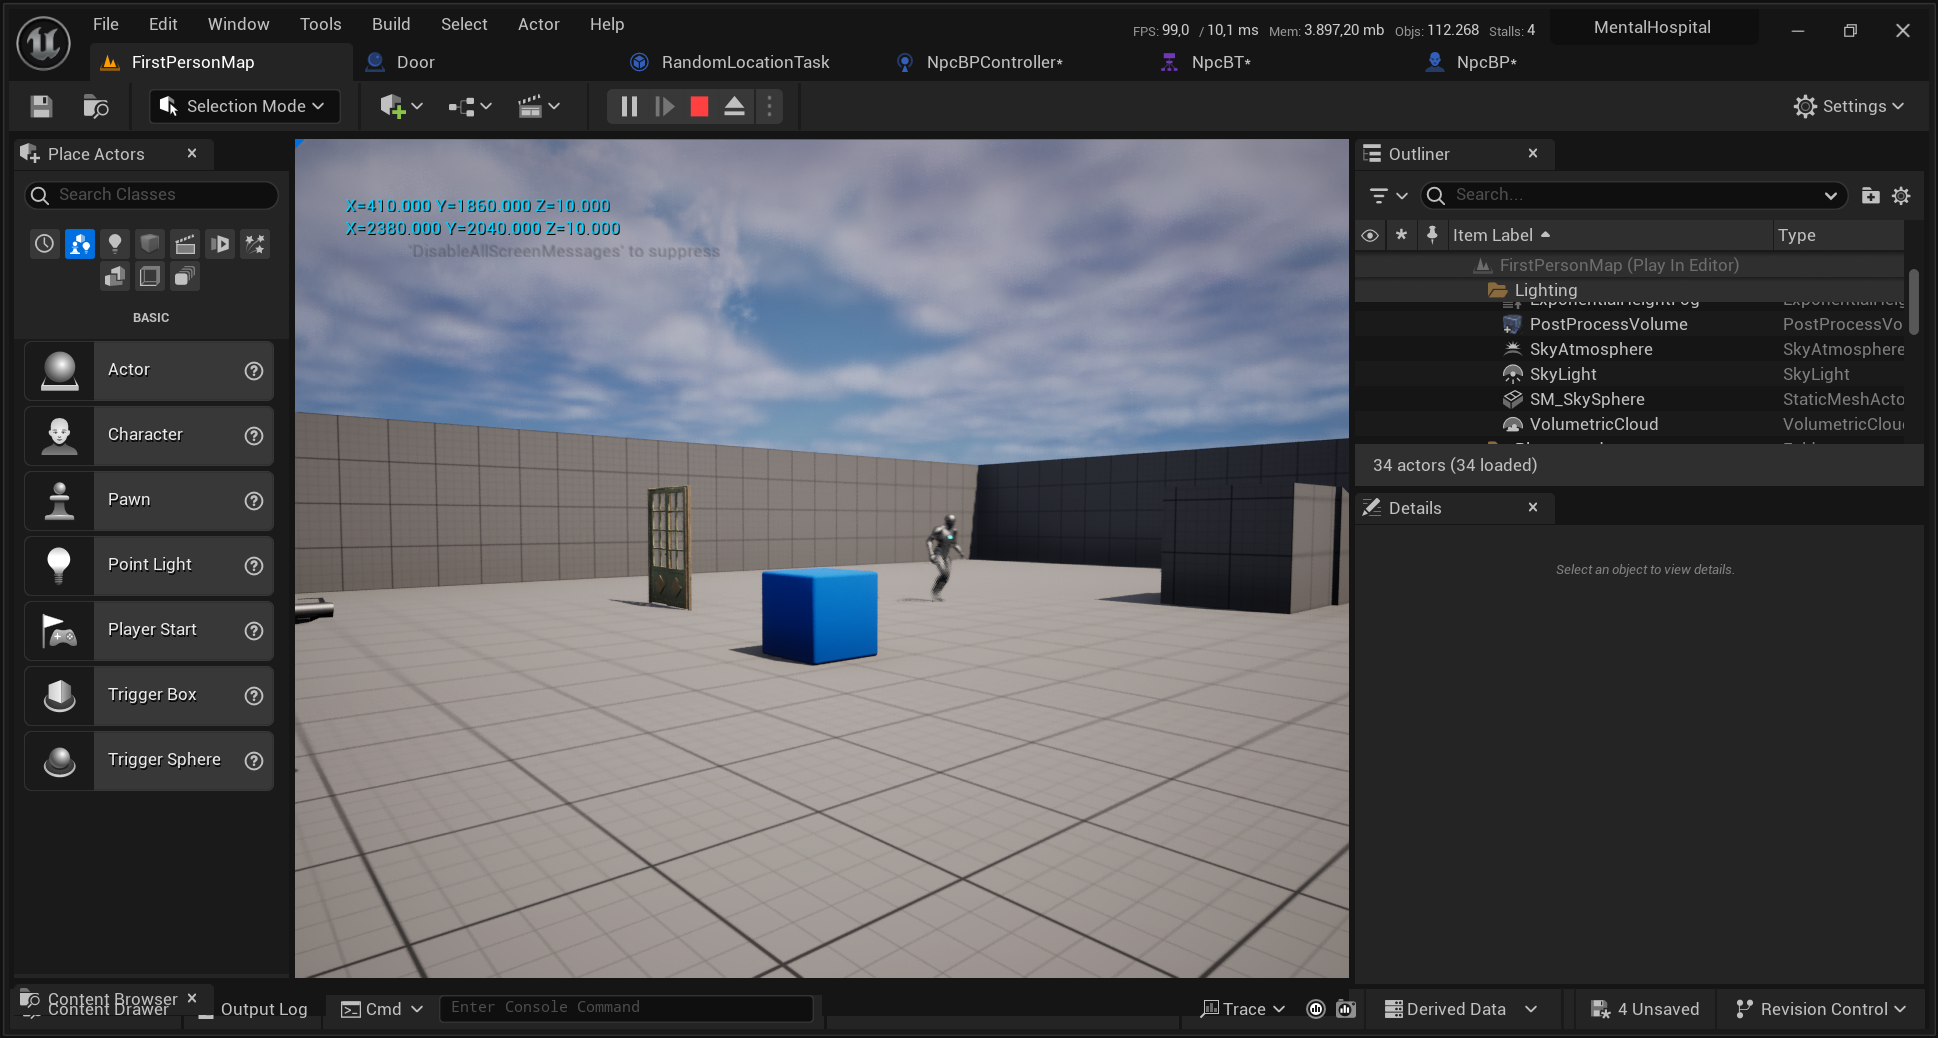 File Edit Window Tools Build Select Actor Help
FPS: 99,0 / 10,1 ms Mem: 3.897,20 mb Objs: 112.268 Stalls: 4
MentalHospital
FirstPersonMap
Door
RandomLocationTask
NpcBPController*
NpcBT*
NpcBP*
Selection Mode
Settings
Place Actors
Search Classes
BASIC
Actor
Character
Pawn
Point Light
Player Start
Trigger Box
Trigger Sphere
X=410.000 Y=1860.000 Z=10.000
X=2380.000 Y=2040.000 Z=10.000
'DisableAllScreenMessages' to suppress
Outliner
Search...
Item Label Type
FirstPersonMap (Play In Editor)
Lighting
ExponentialHeightFog
PostProcessVolume PostProcessVo
SkyAtmosphere SkyAtmosphere
SkyLight SkyLight
SM_SkySphere StaticMeshActo
VolumetricCloud VolumetricClou
34 actors (34 loaded)
Details
Select an object to view details.
Content Browser
Content Drawer
Output Log
Cmd
Enter Console Command
Trace
Derived Data
4 Unsaved
Revision Control